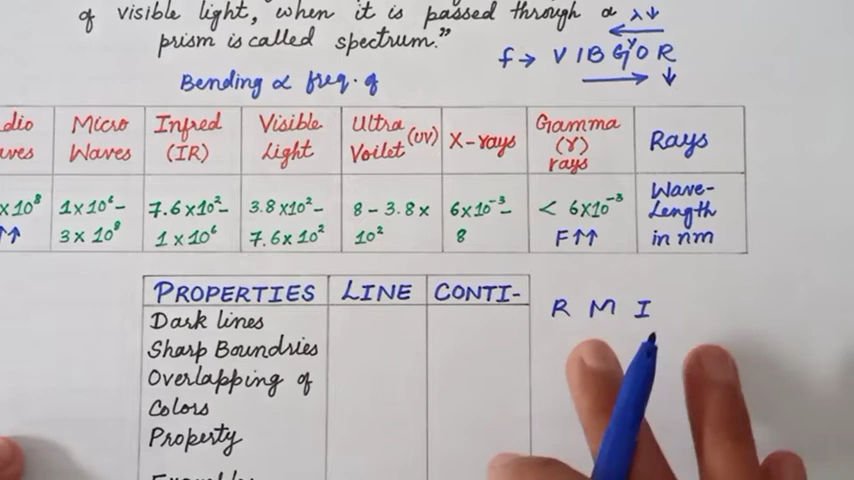 of visible light, when it is passed through a
prism is called spectrum."
λ↓
f → V I B G Y O R
↓
Bending ∝ freq. of
dio
aves
Micro
Waves
Infred
(IR)
Visible
Light
Ultra
Voilet (UV)
X-rays
Gamma
(γ)
rays
Rays
x10⁸
↑↑
1x10⁶-
3x10⁸
7.6x10²-
1x10⁶
3.8x10²-
7.6x10²
8-3.8x
10²
6x10⁻³-
8
< 6x10⁻³
F↑↑
Wave-
Length
in nm
PROPERTIES
LINE
CONTI-
Dark lines
Sharp Boundries
Overlapping of
Colors
Property
R M I